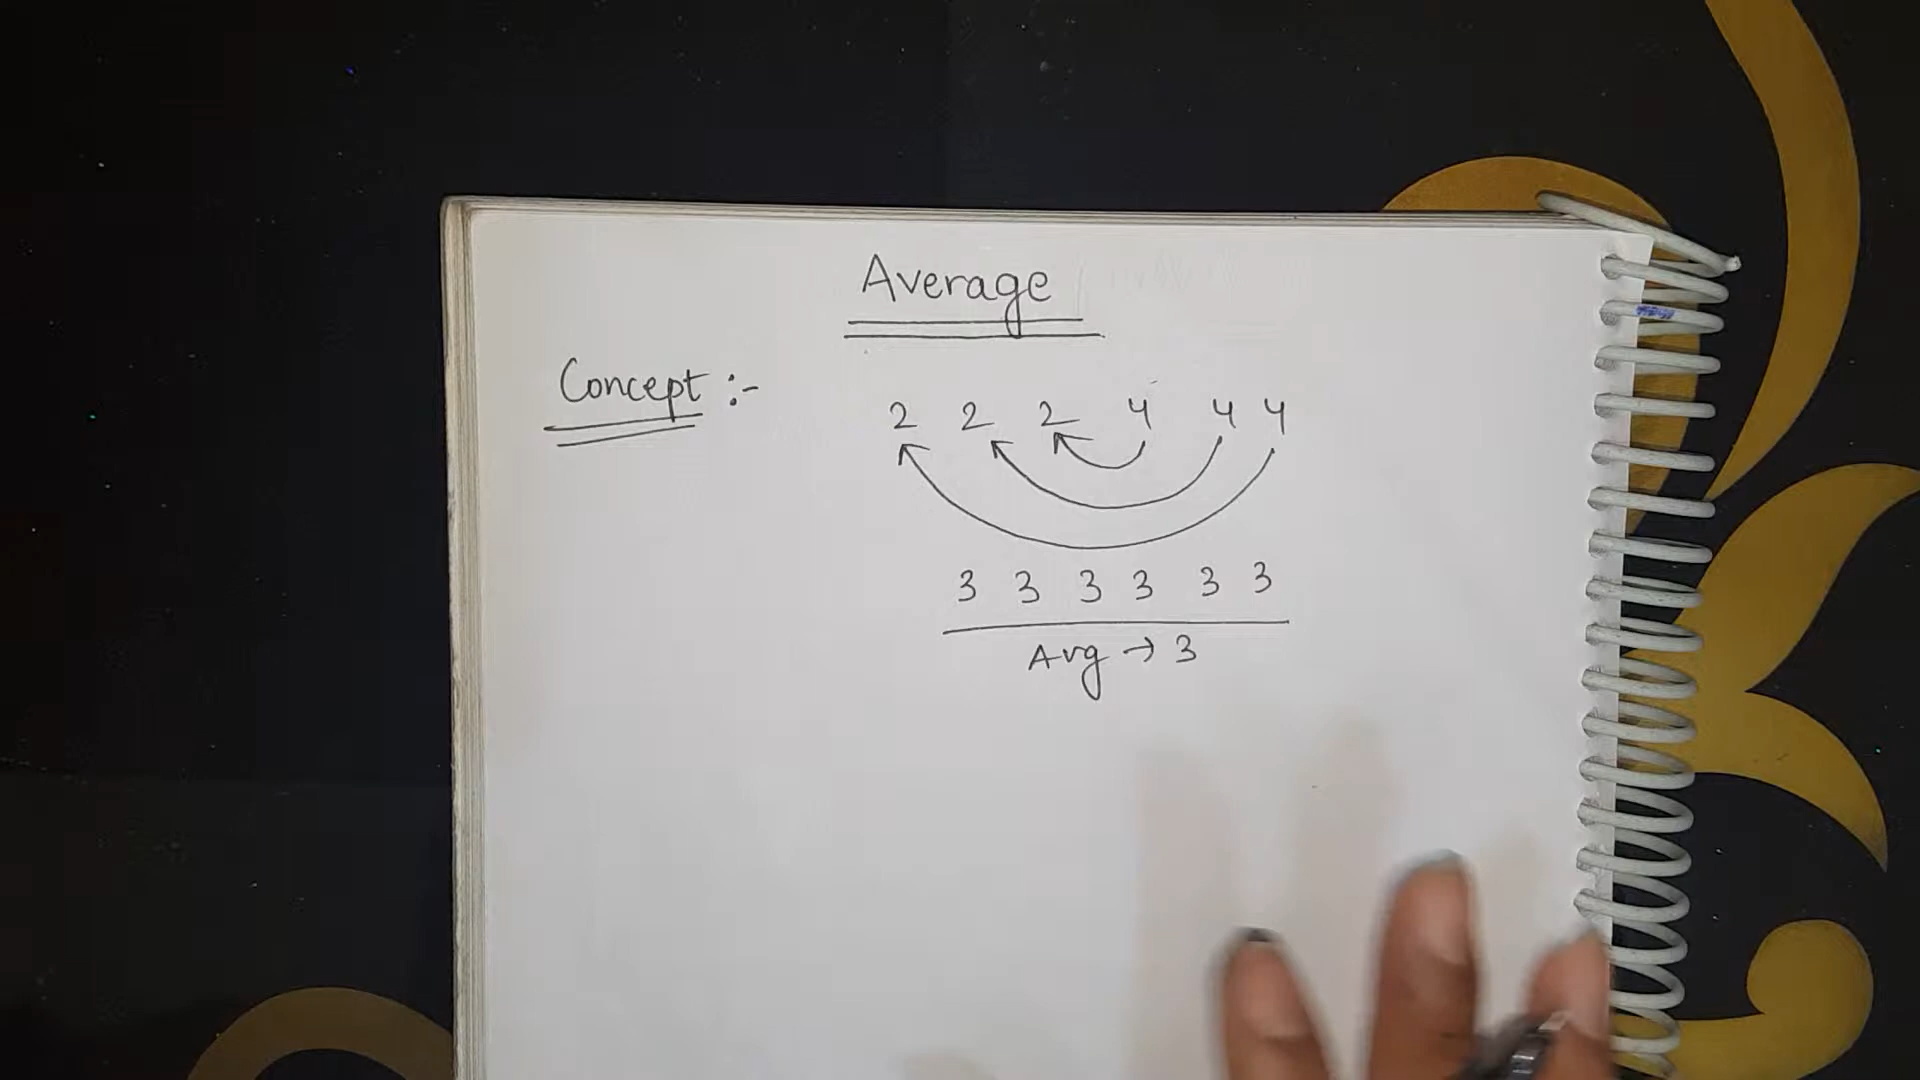 Average
Concept :-
2 2 2 4 4 4
3 3 3 3 3 3
Avg → 3